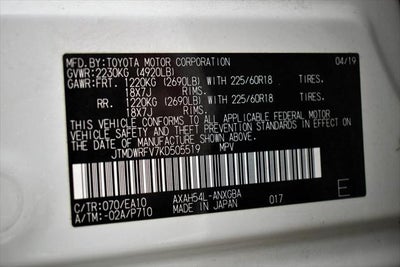 MFD.BY:TOYOTA MOTOR CORPORATION 04/19
GVWR:2230KG (4920LB)
GAWR:FRT. 1220KG (2690LB) WITH 225/60R18 TIRES.
18X7J RIMS.
RR. 1220KG (2690LB) WITH 225/60R18 TIRES.
18X7J RIMS.
THIS VEHICLE CONFORMS TO ALL APPLICABLE FEDERAL MOTOR
VEHICLE SAFETY AND THEFT PREVENTION STANDARDS IN EFFECT ON
THE DATE OF MANUFACTURE SHOWN ABOVE.
JTMDWRFV7KD505519 MPV
C/TR:070/EA10 AXAH54L-ANXGBA
A/TM:-02A/P710 MADE IN JAPAN 017 E